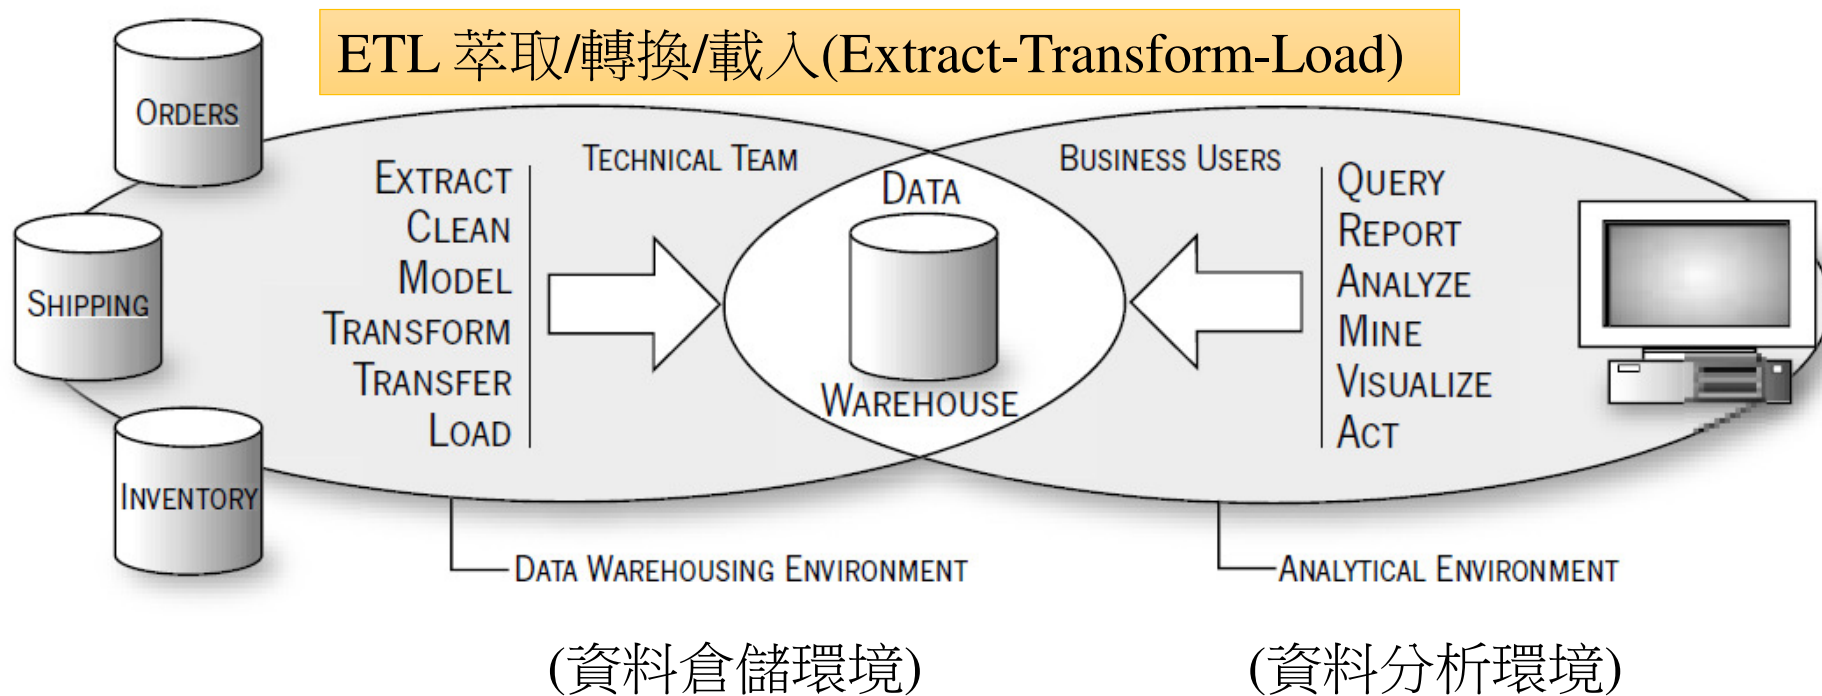 ETL 萃取/轉換/載入(Extract-Transform-Load)
ORDERS
SHIPPING
INVENTORY
TECHNICAL TEAM
EXTRACT
CLEAN
MODEL
TRANSFORM
TRANSFER
LOAD
DATA
WAREHOUSE
BUSINESS USERS
QUERY
REPORT
ANALYZE
MINE
VISUALIZE
ACT
DATA WAREHOUSING ENVIRONMENT
ANALYTICAL ENVIRONMENT
(資料倉儲環境)
(資料分析環境)